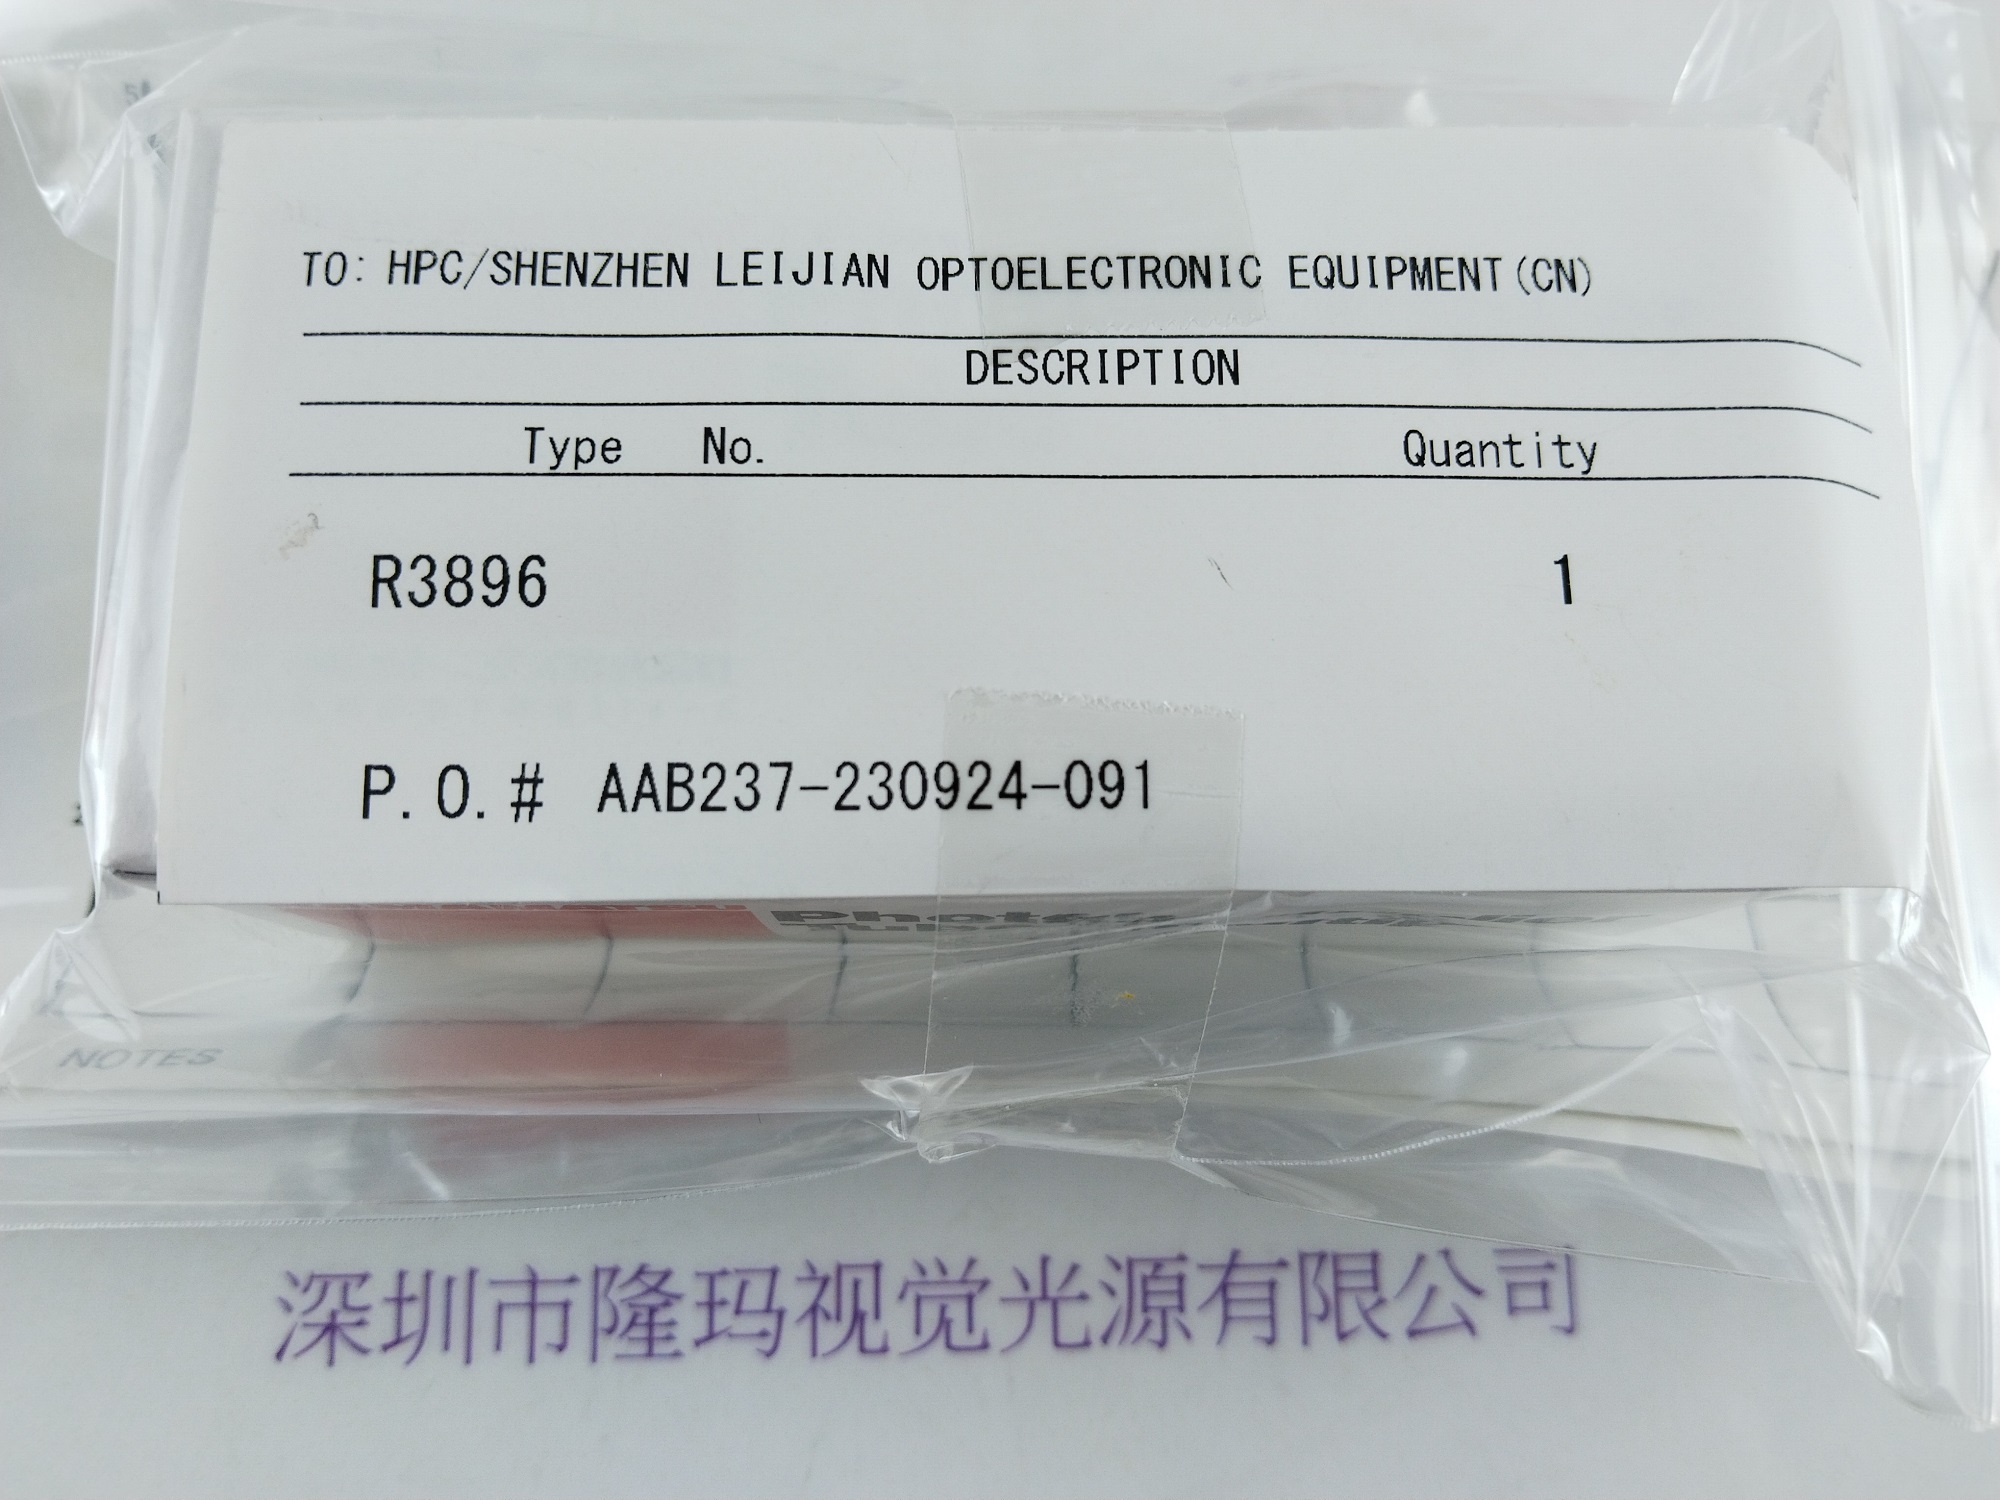 TO: HPC/SHENZHEN LEIJIAN OPTOELECTRONIC EQUIPMENT(CN)
DESCRIPTION
Type No. Quantity
R3896 1
P.O.# AAB237-230924-091
NOTES
深圳市隆玛视觉光源有限公司